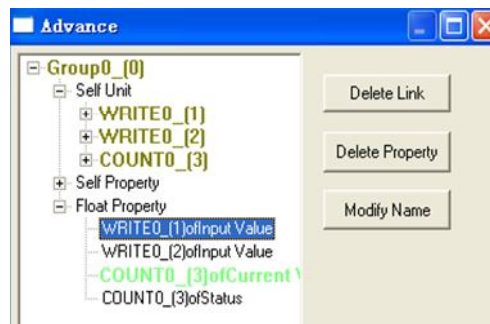 Advance
Group0_(0)
Self Unit
WRITE0_(1)
WRITE0_(2)
COUNT0_(3)
Self Property
Float Property
WRITE0_(1)ofInput Value
WRITE0_(2)ofInput Value
COUNT0_(3)ofCurrent
COUNT0_(3)ofStatus
Delete Link
Delete Property
Modify Name